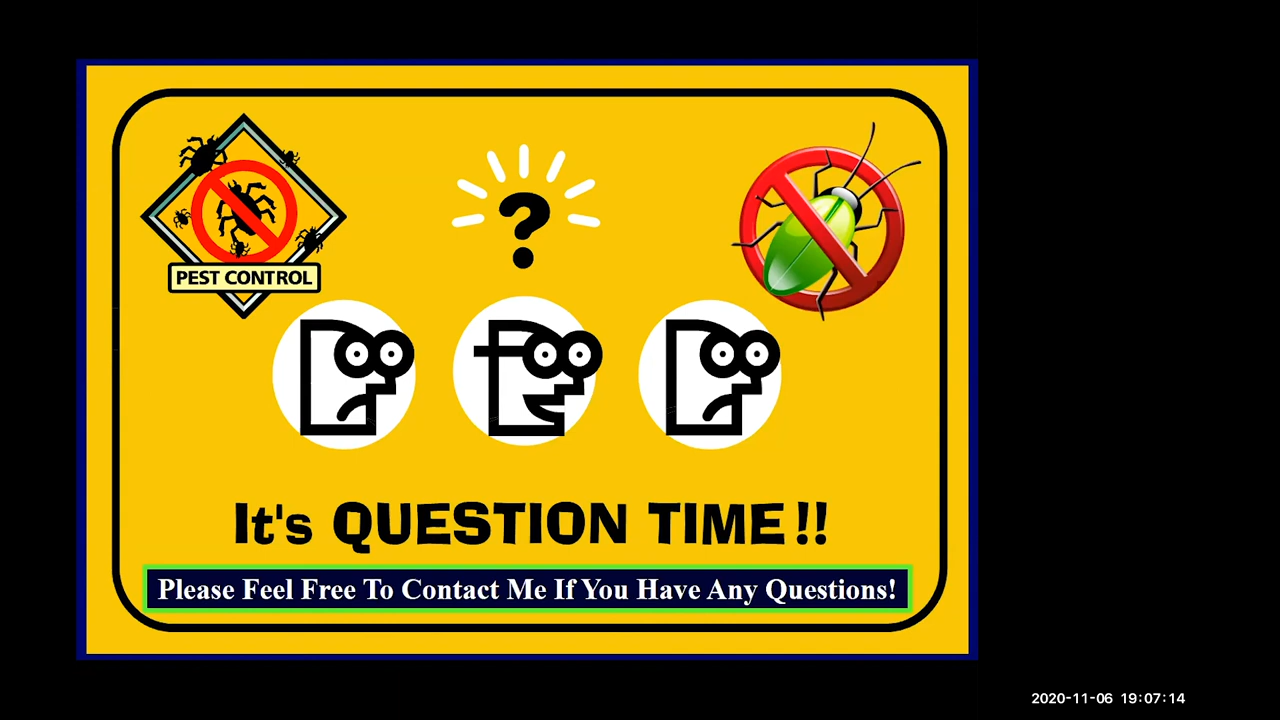 PEST CONTROL
?
It's QUESTION TIME!!
Please Feel Free To Contact Me If You Have Any Questions!
2020-11-06 19:07:14